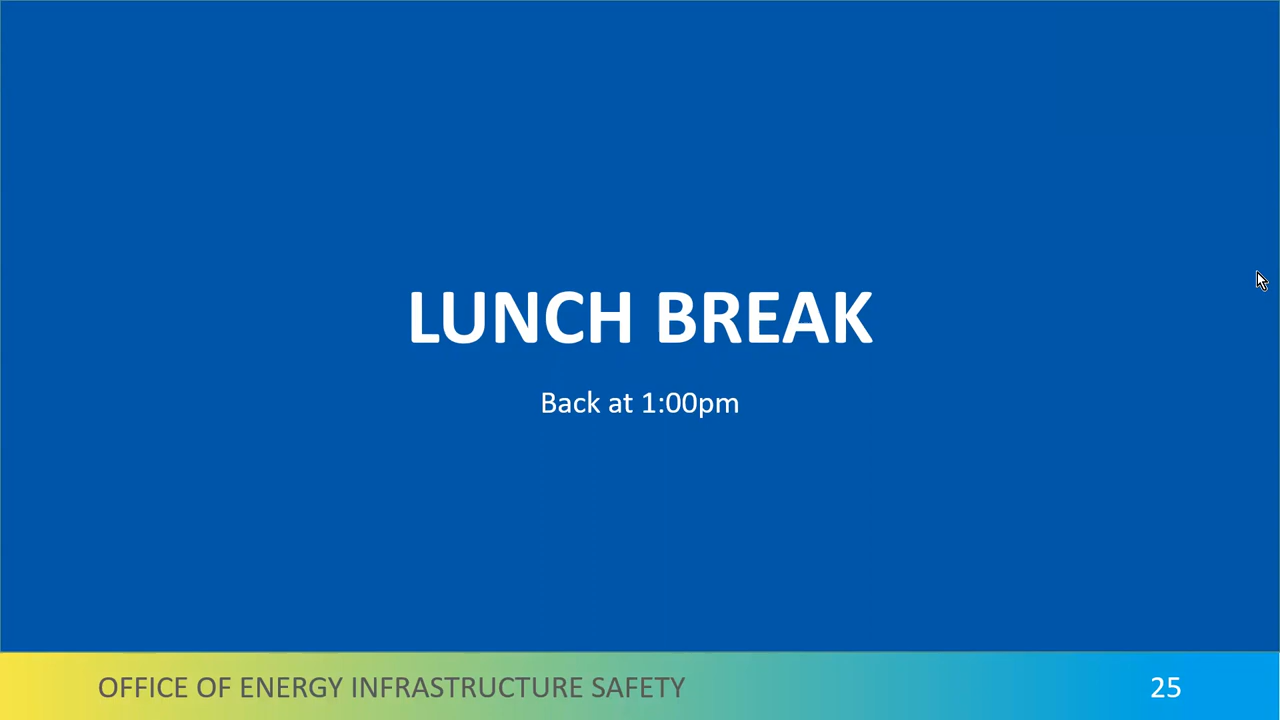 LUNCH BREAK
Back at 1:00pm
OFFICE OF ENERGY INFRASTRUCTURE SAFETY
25